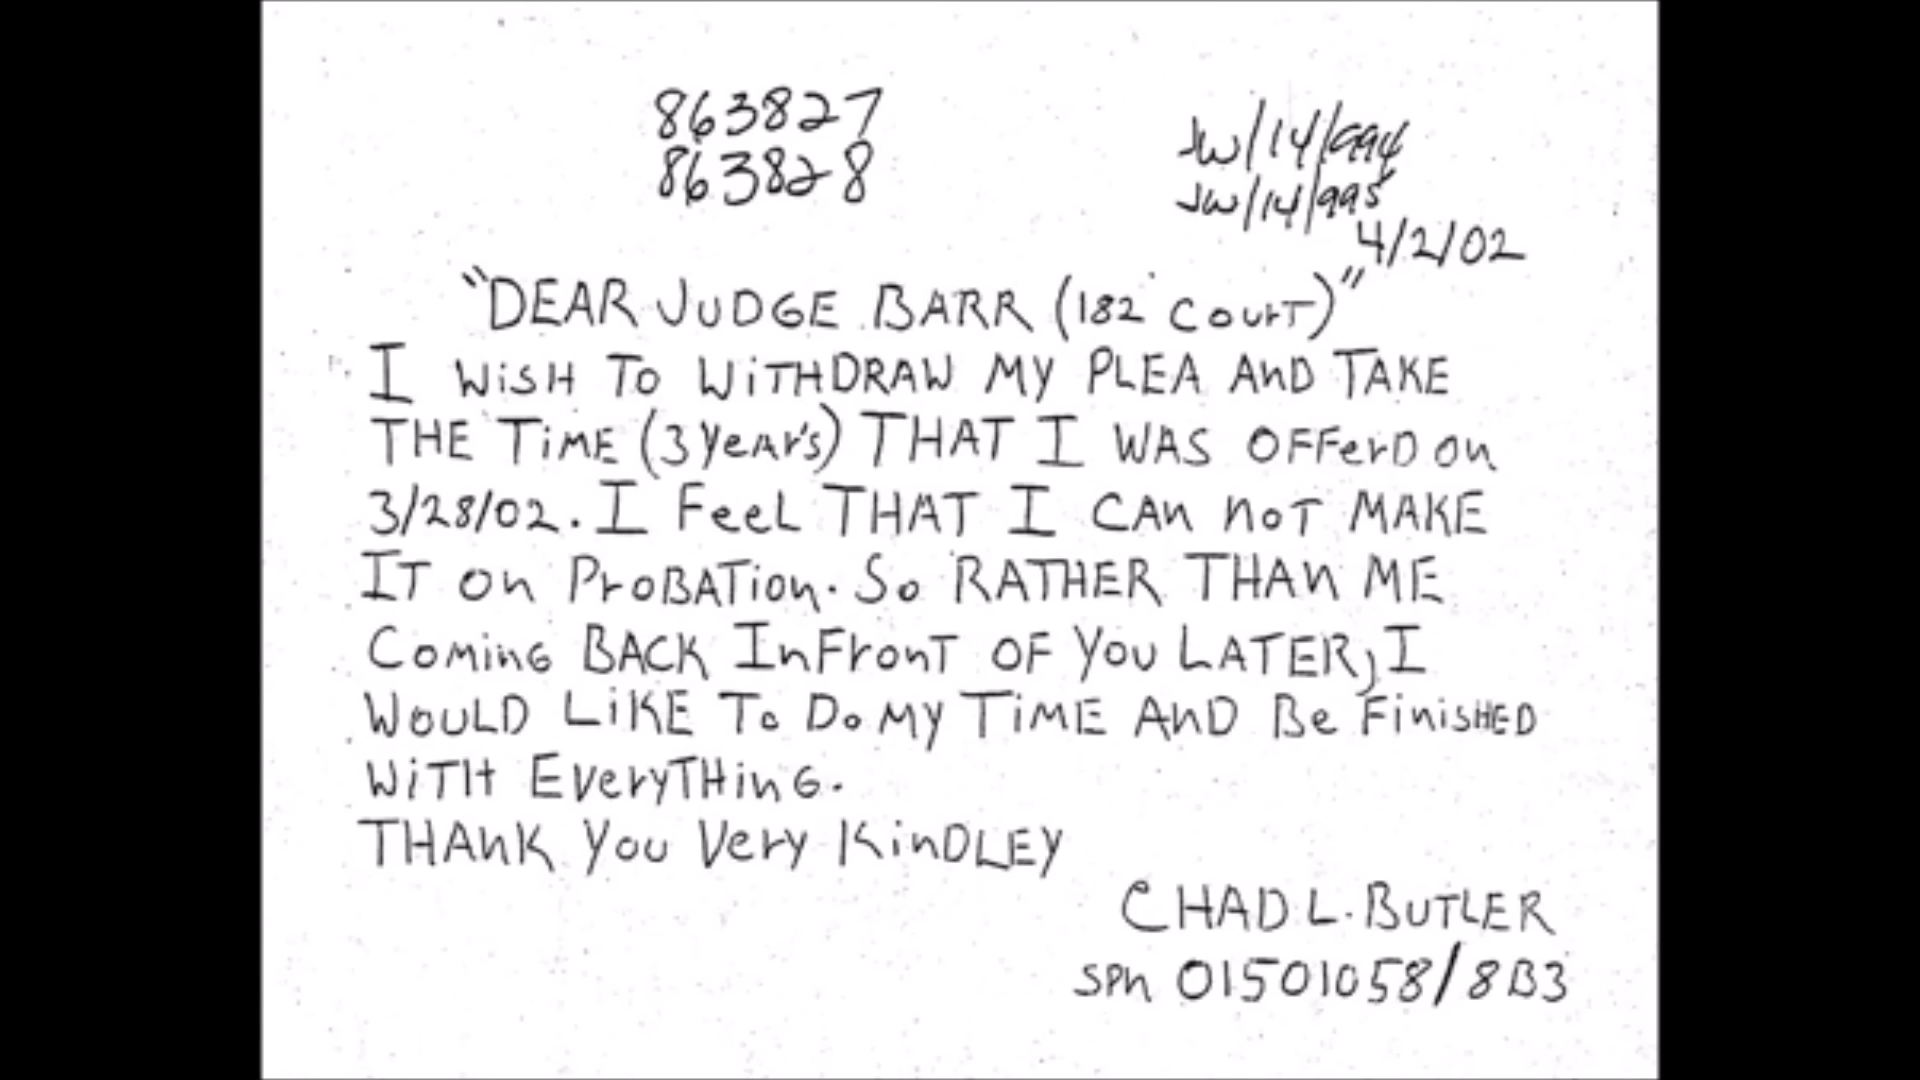 863827
863828
JW/14/994
JW/14/995
4/2/02
"DEAR JUDGE BARR (182 Court)"
I WiSH To WiTHDRAW MY PLEA AnD TAKE
THE TiME (3 Year's) THAT I WAS OFFerD on
3/28/02. I FeeL THAT I CAn noT MAKE
IT on ProBATion. So RATHER THAn ME
CominG BACK InFronT OF You LATER, I
WOULD LiKE To Do MY TiME AnD Be FinisHED
WiTH EveryTHinG.
THAnK You Very KinDLEY
CHAD L. BUTLER
SPn 01501058/8B3